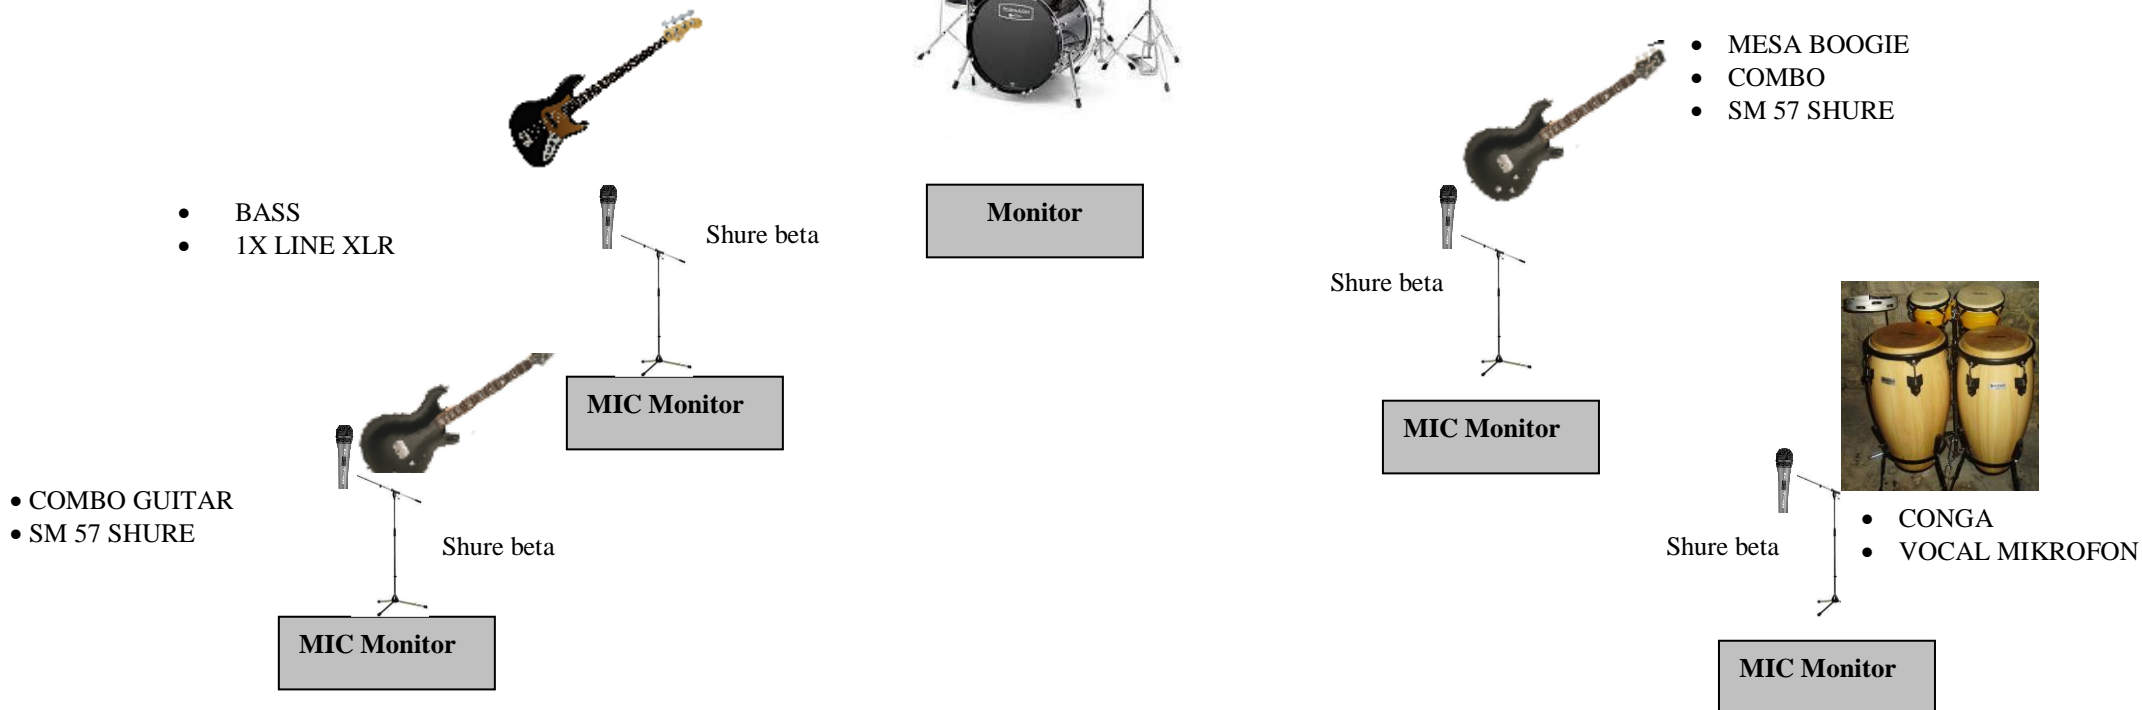 • MESA BOOGIE
• COMBO
• SM 57 SHURE
• BASS
• 1X LINE XLR
Shure beta
Monitor
Shure beta
MIC Monitor
MIC Monitor
• COMBO GUITAR
• SM 57 SHURE
Shure beta
• CONGA
• VOCAL MIKROFON
Shure beta
MIC Monitor
MIC Monitor